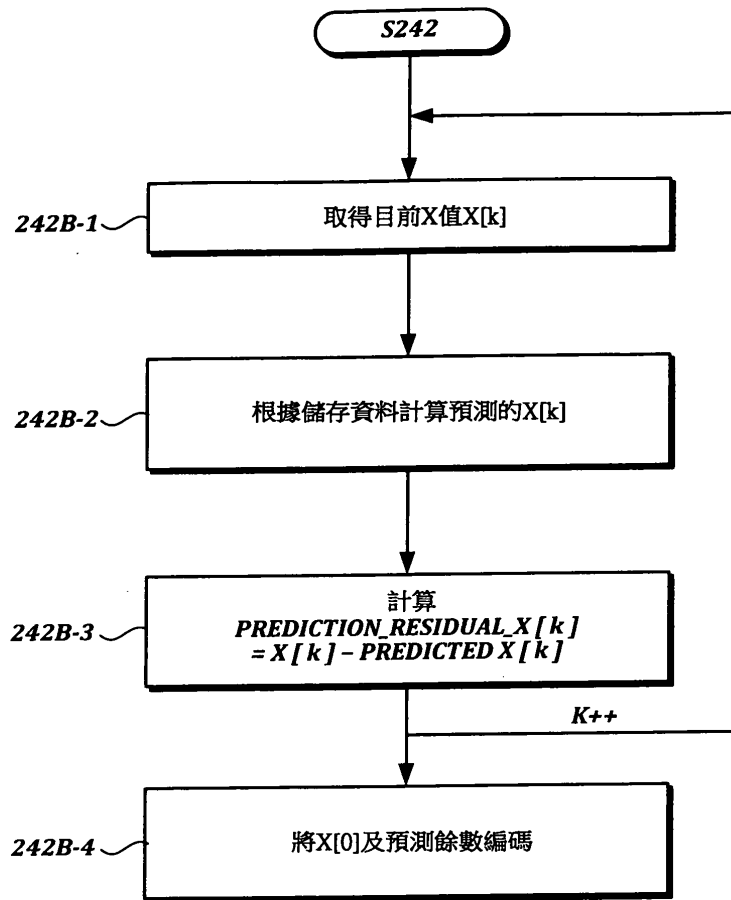 S242
242B-1
取得目前X值X[k]
242B-2
根據儲存資料計算預測的X[k]
242B-3
計算
PREDICTION_RESIDUAL_X [ k ]
= X [ k ] – PREDICTED X [ k ]
K++
242B-4
將X[0]及預測餘數編碼